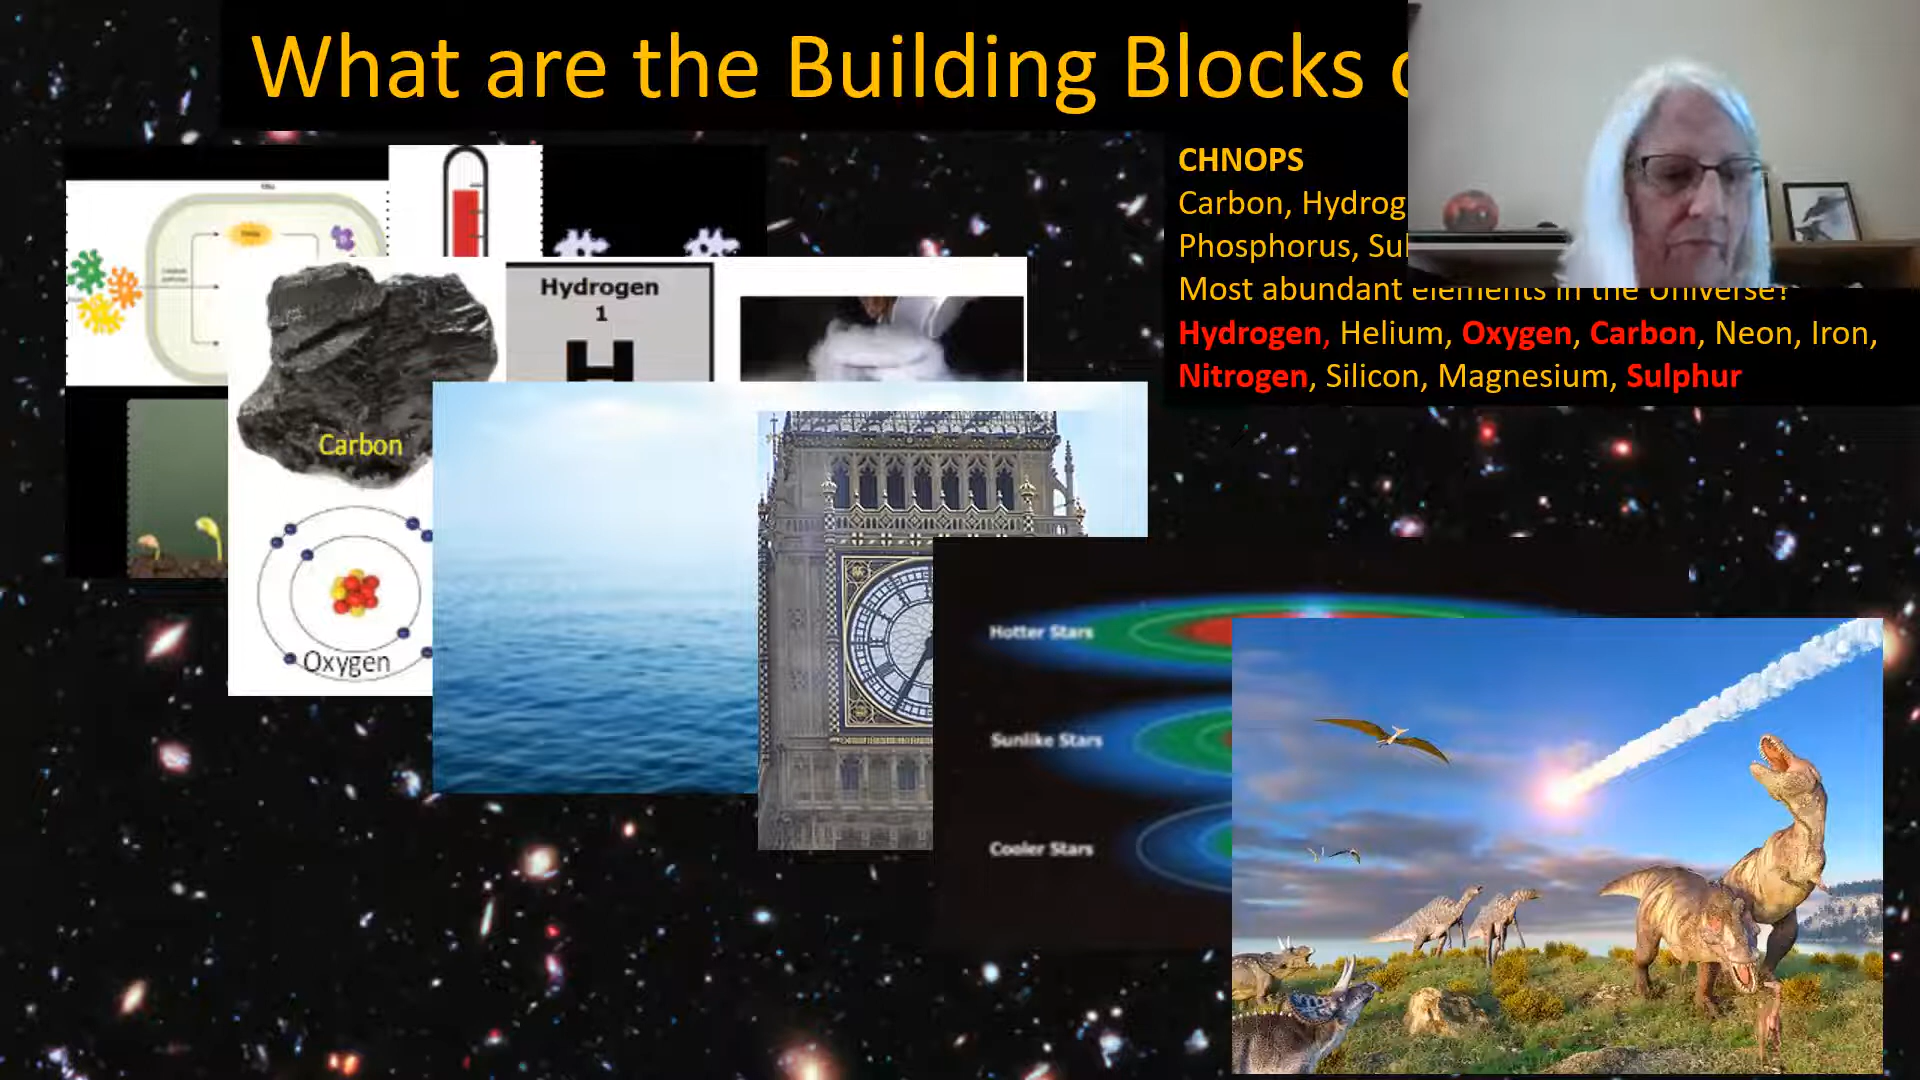 What are the Building Blocks
CHNOPS
Carbon, Hydrog
Phosphorus, Sul
Most abundant elements in the Universe?
Hydrogen, Helium, Oxygen, Carbon, Neon, Iron,
Nitrogen, Silicon, Magnesium, Sulphur
Hydrogen
1
H
Carbon
Oxygen
Hotter Stars
Sunlike Stars
Cooler Stars